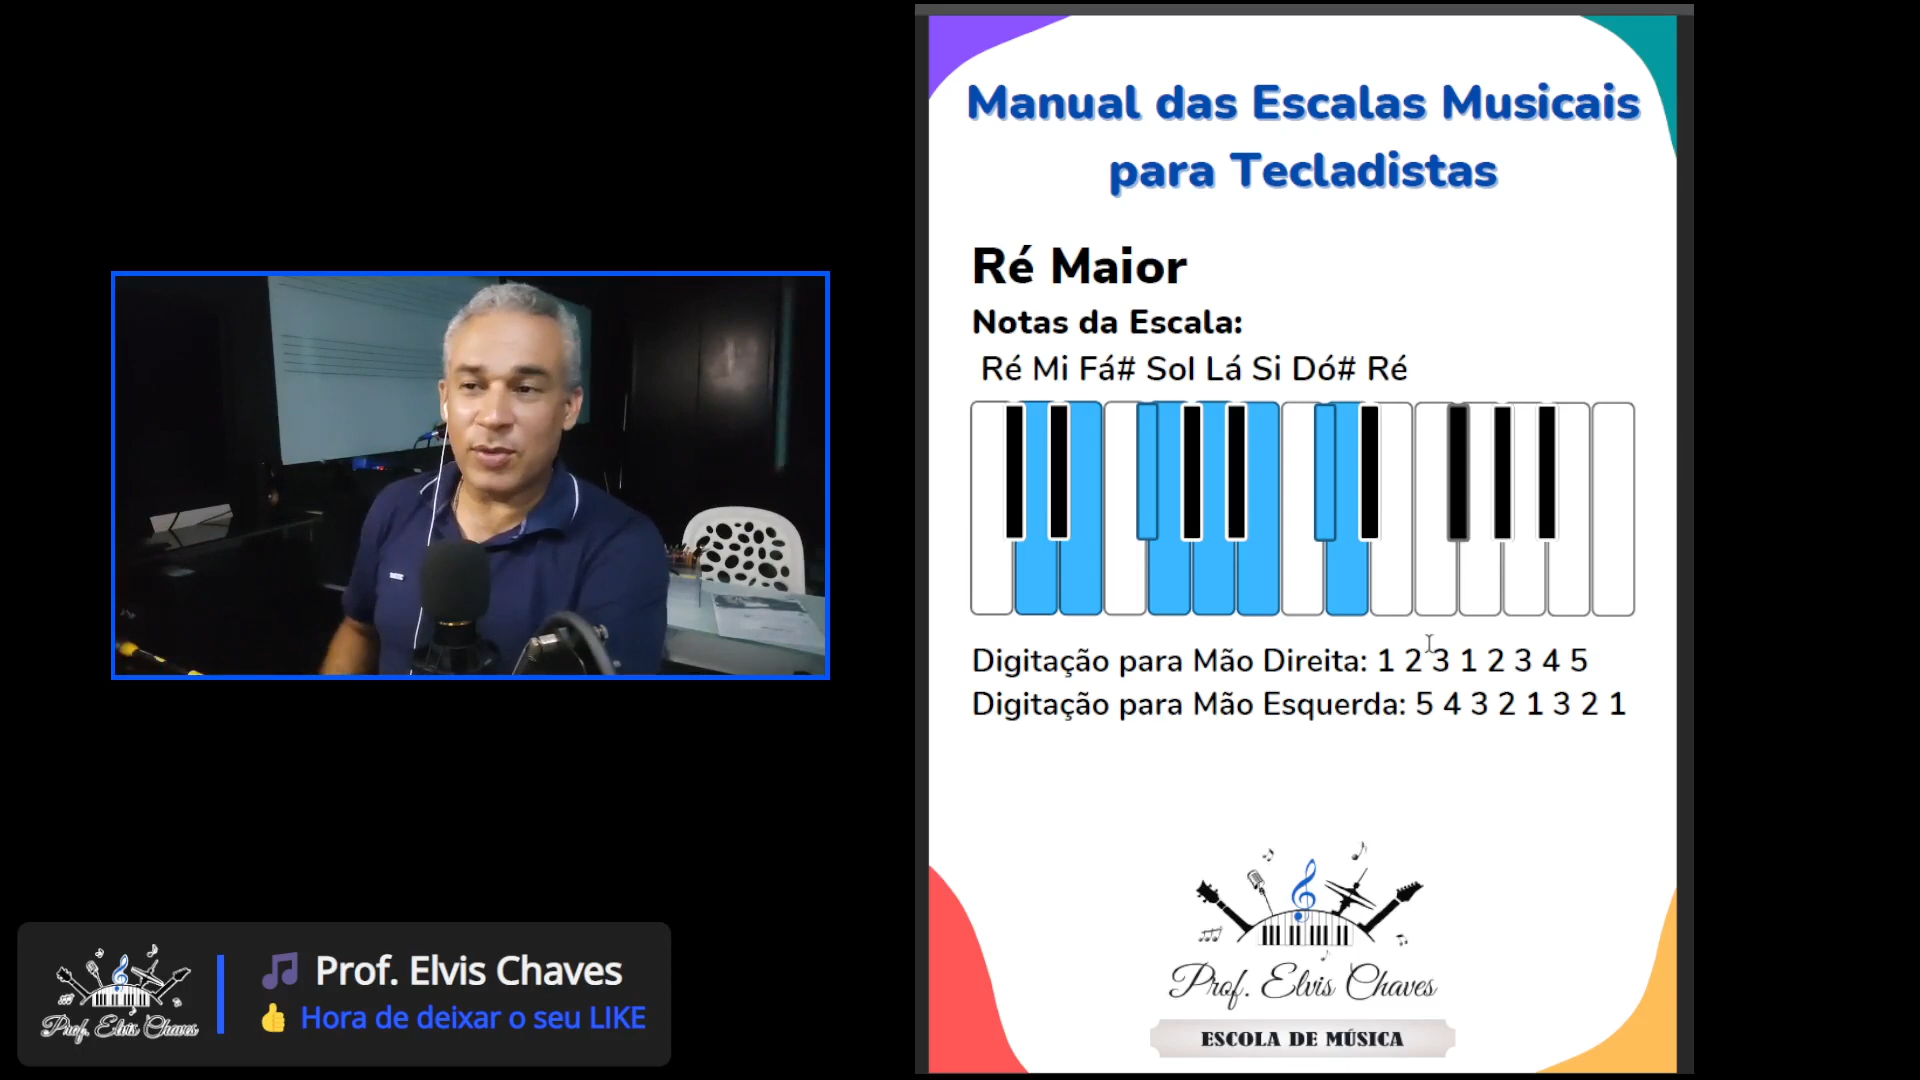 Manual das Escalas Musicais
para Tecladistas
Ré Maior
Notas da Escala:
Ré Mi Fá# Sol Lá Si Dó# Ré
Digitação para Mão Direita: 1 2 3 1 2 3 4 5
Digitação para Mão Esquerda: 5 4 3 2 1 3 2 1
Prof. Elvis Chaves
ESCOLA DE MÚSICA
Prof. Elvis Chaves
Prof. Elvis Chaves
Hora de deixar o seu LIKE